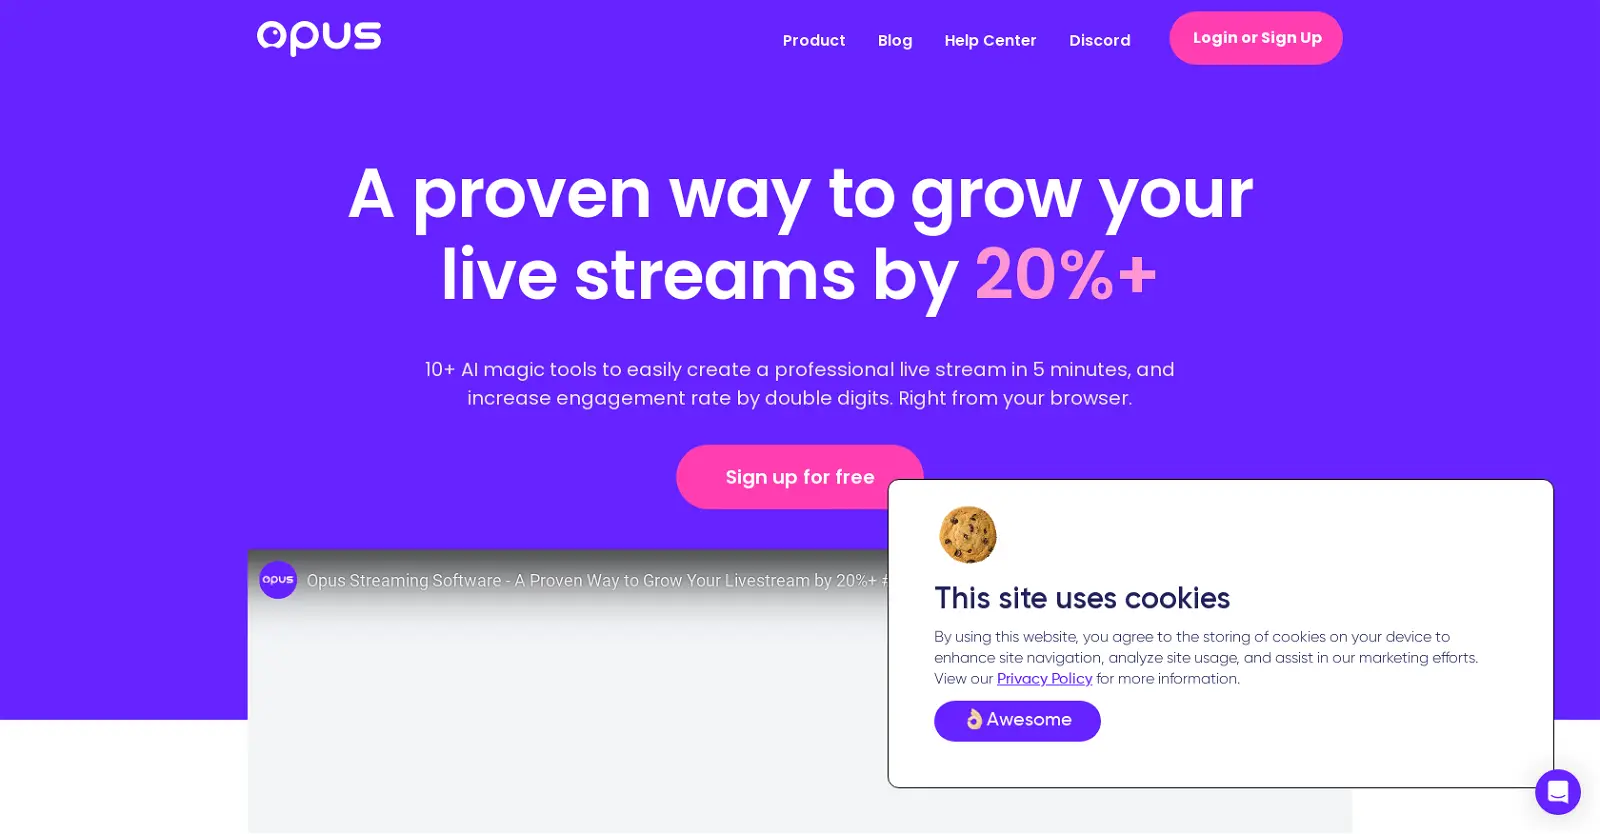 opus
Product
Blog
Help Center
Discord
Login or Sign Up
A proven way to grow your
live streams by 20%+
10+ AI magic tools to easily create a professional live stream in 5 minutes, and
increase engagement rate by double digits. Right from your browser.
Sign up for free
opus
Opus Streaming Software - A Proven Way to Grow Your Livestream by 20%+ #
This site uses cookies
By using this website, you agree to the storing of cookies on your device to
enhance site navigation, analyze site usage, and assist in our marketing efforts.
View our Privacy Policy for more information.
👌🏼Awesome